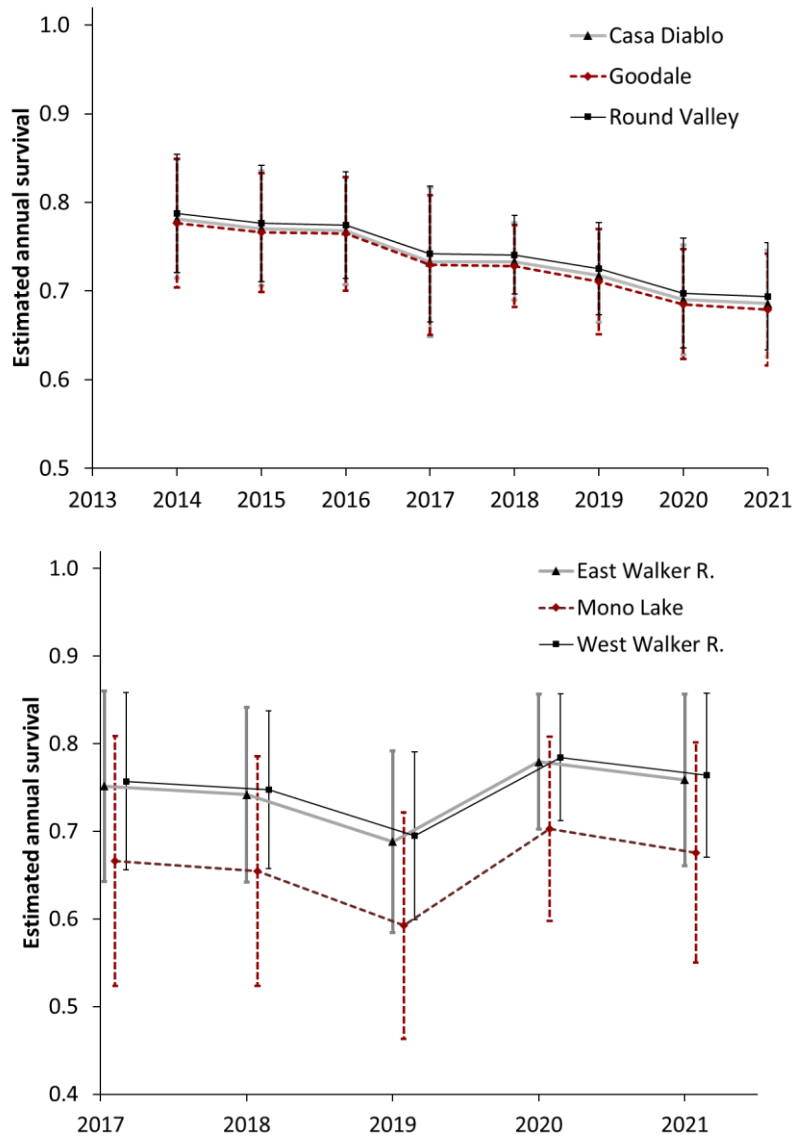 1.0
Casa Diablo
Goodale
0.9
Round Valley
0.8
0.7
0.6
0.5
Estimated annual survival
2013 2014 2015 2016 2017 2018 2019 2020 2021
1.0
East Walker R.
Mono Lake
0.9
West Walker R.
0.8
0.7
0.6
0.5
0.4
Estimated annual survival
2017 2018 2019 2020 2021